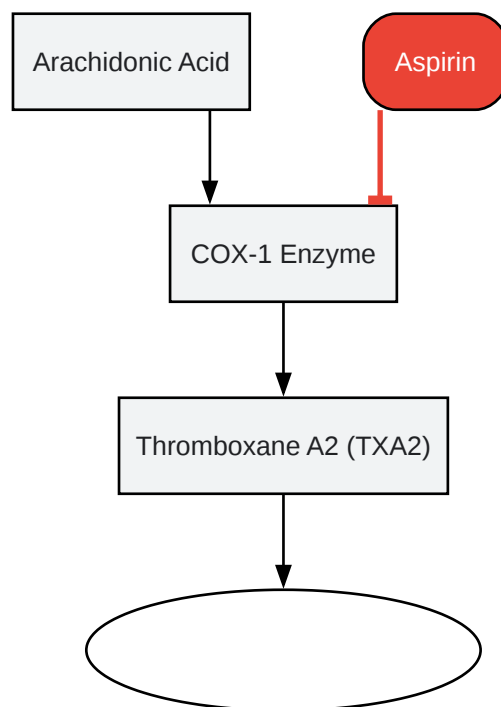 Arachidonic Acid
Aspirin
COX-1 Enzyme
Thromboxane A2 (TXA2)